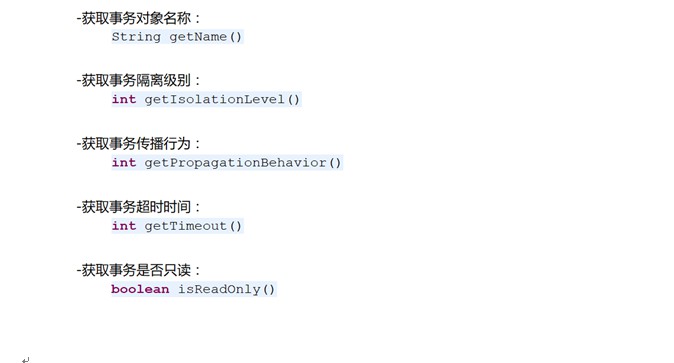 -获取事务对象名称：
String getName()
-获取事务隔离级别：
int getIsolationLevel()
-获取事务传播行为：
int getPropagationBehavior()
-获取事务超时时间：
int getTimeout()
-获取事务是否只读：
boolean isReadOnly()